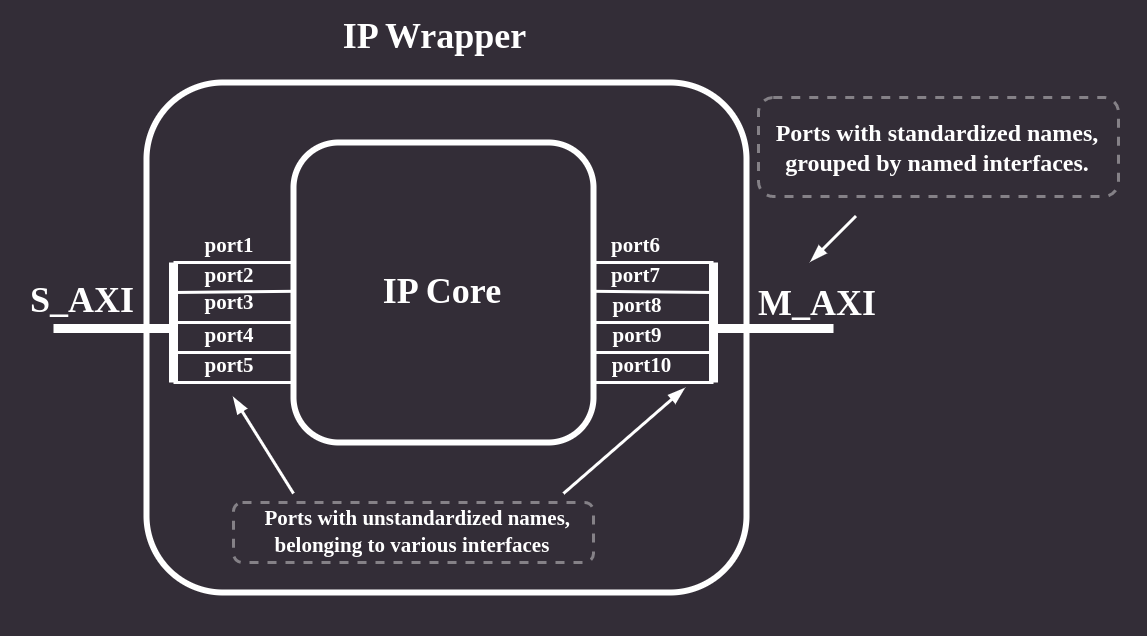 IP Wrapper
Ports with standardized names,
grouped by named interfaces.
port1
port2
port3
port4
port5
S_AXI
IP Core
port6
port7
port8
port9
port10
M_AXI
Ports with unstandardized names,
belonging to various interfaces